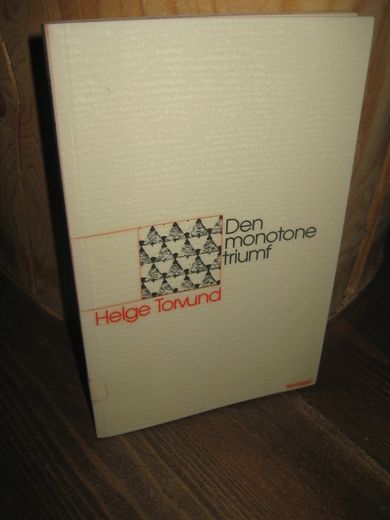 Den
monotone
triumf
Helge Torvund